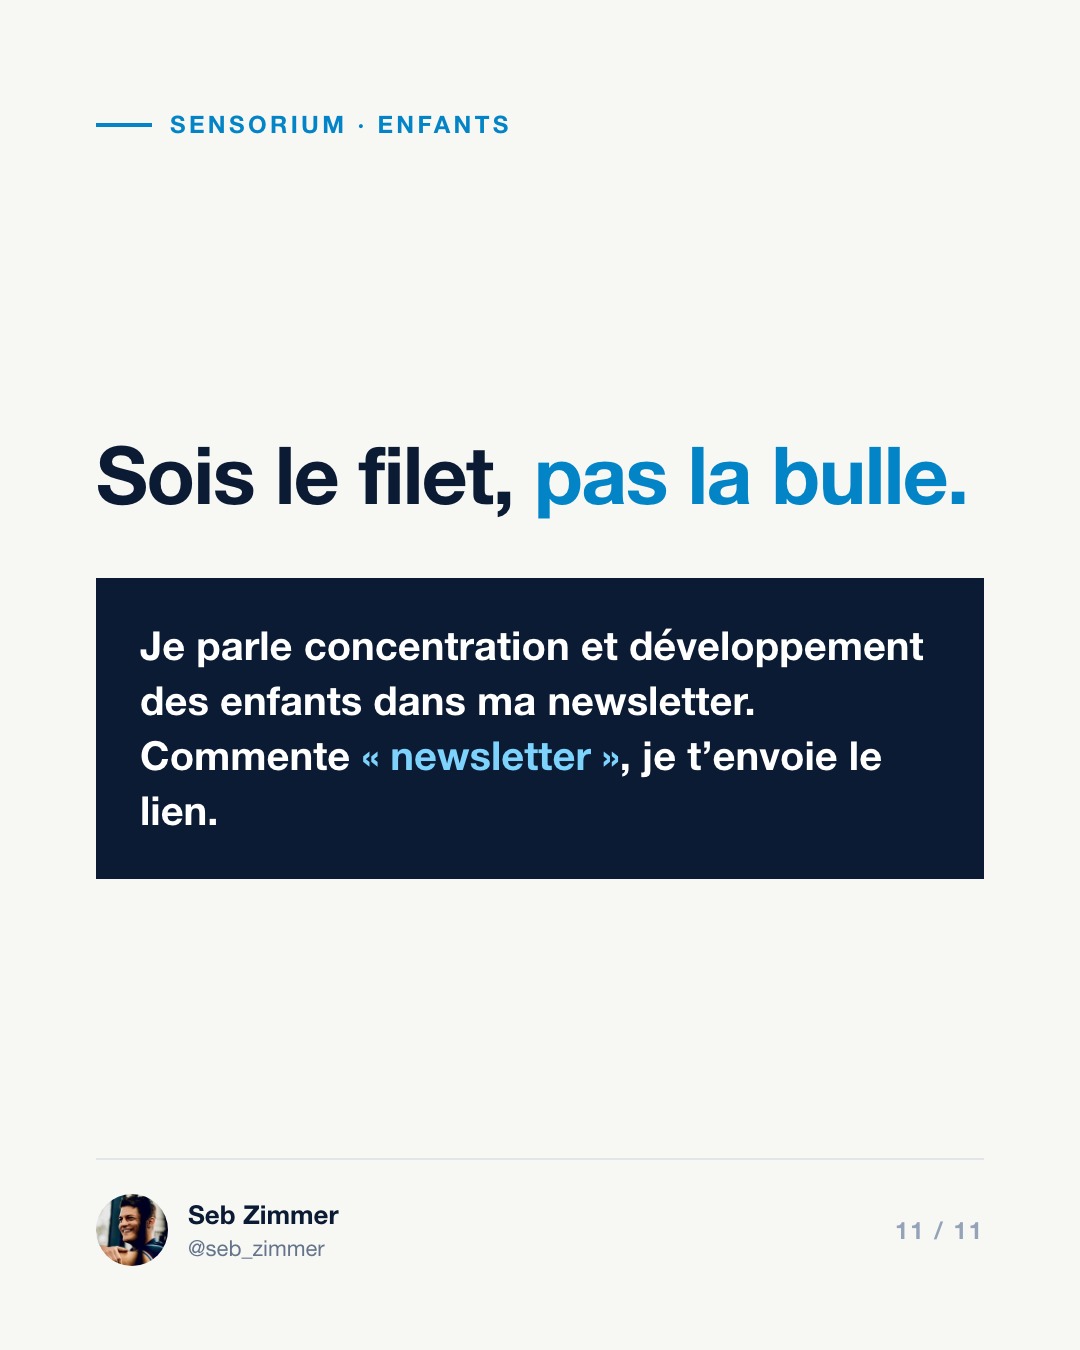 SENSORIUM · ENFANTS
Sois le filet, pas la bulle.
Je parle concentration et développement
des enfants dans ma newsletter.
Commente « newsletter », je t’envoie le
lien.
Seb Zimmer
@seb_zimmer
11 / 11